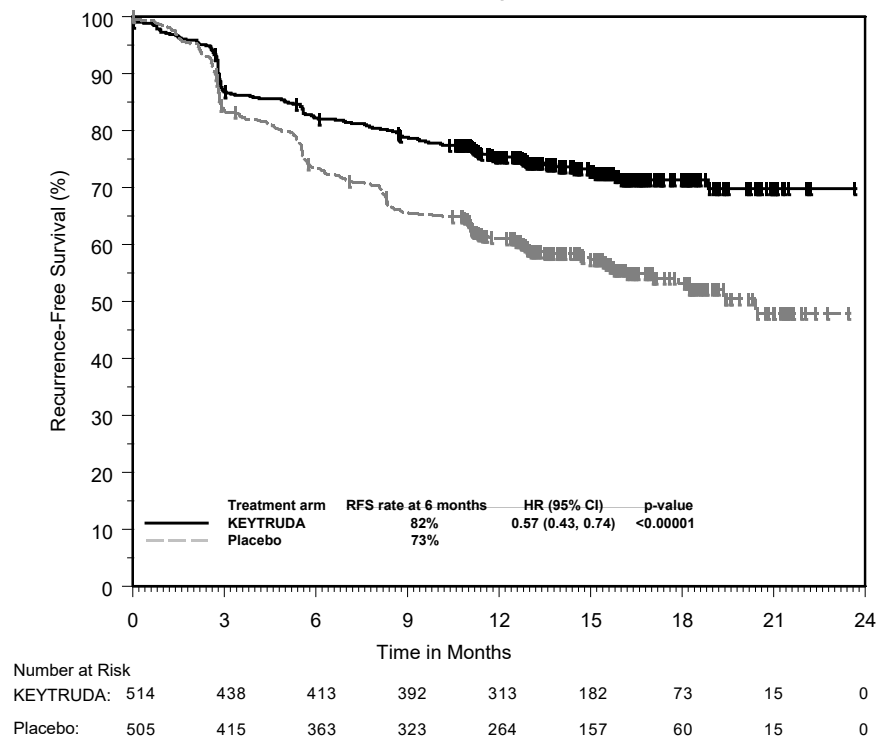 100
90
80
70
60
50
40
30
20
10
0
Recurrence-Free Survival (%)
Treatment arm RFS rate at 6 months HR (95% CI) p-value
KEYTRUDA 82% 0.57 (0.43, 0.74) <0.00001
Placebo 73%
0 3 6 9 12 15 18 21 24
Time in Months
Number at Risk
KEYTRUDA: 514 438 413 392 313 182 73 15 0
Placebo: 505 415 363 323 264 157 60 15 0